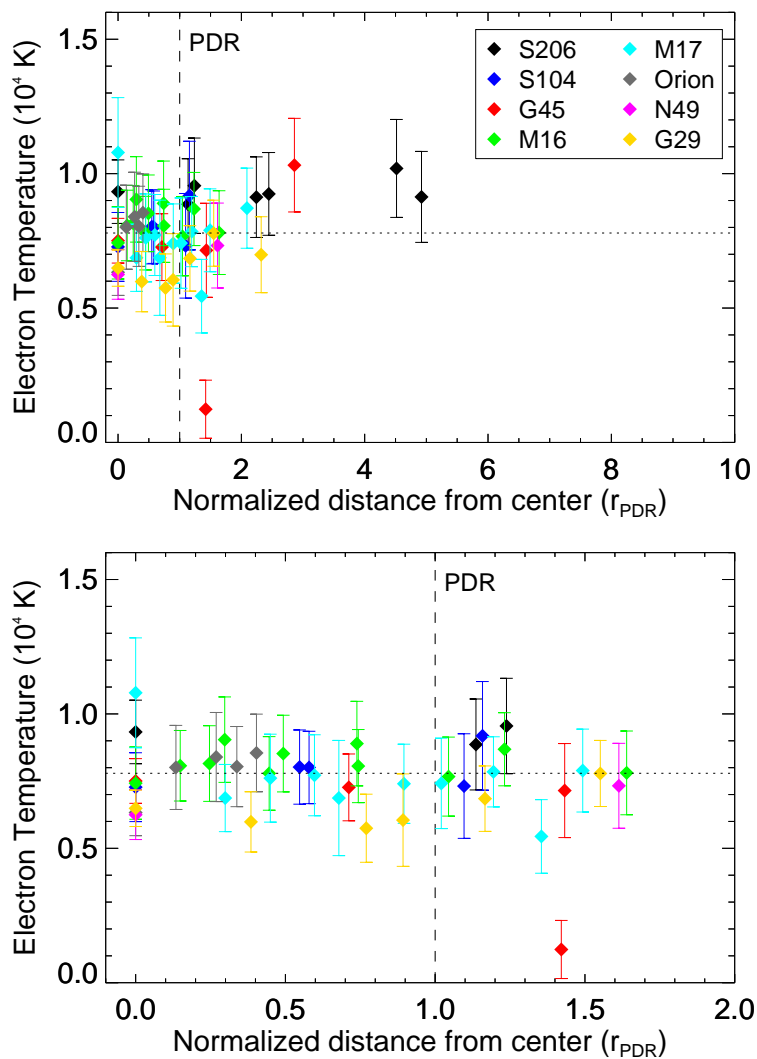 1.5
1.0
0.5
0.0
Electron Temperature (10⁴ K)
PDR
S206
S104
G45
M16
M17
Orion
N49
G29
0 2 4 6 8 10
Normalized distance from center (rPDR)
1.5
1.0
0.5
0.0
Electron Temperature (10⁴ K)
PDR
0.0 0.5 1.0 1.5 2.0
Normalized distance from center (rPDR)